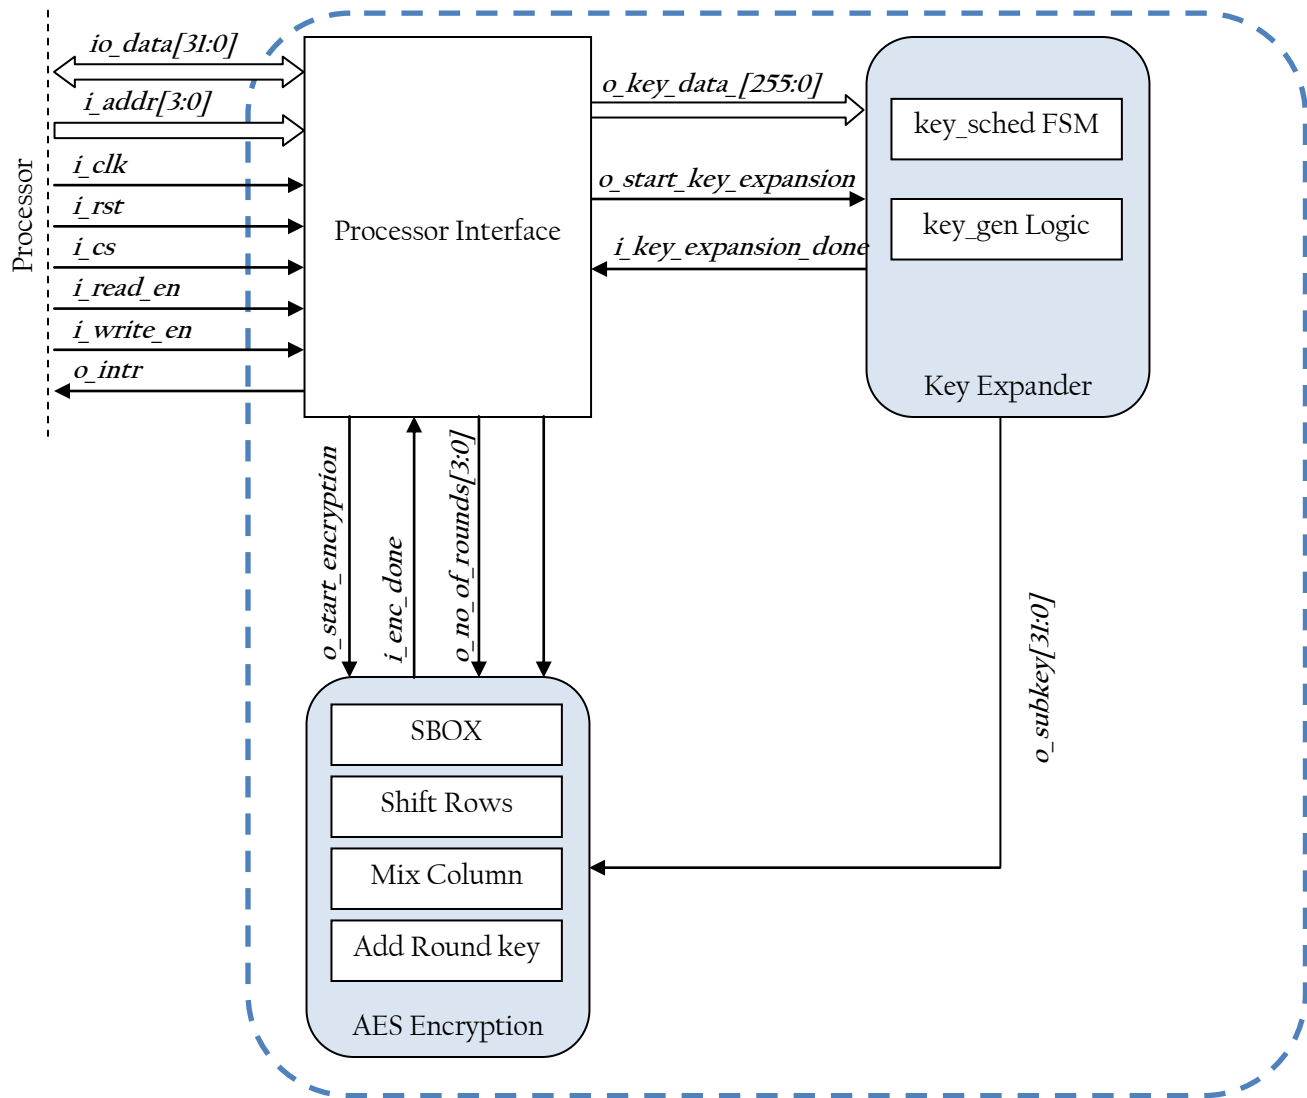 io_data[31:0]
i_addr[3:0]
i_clk
i_rst
i_cs
i_read_en
i_write_en
o_intr
Processor
Processor Interface
o_key_data_[255:0]
o_start_key_expansion
i_key_expansion_done
key_sched FSM
key_gen Logic
Key Expander
o_start_encryption
i_enc_done
o_no_of_rounds[3:0]
o_subkey[31:0]
SBOX
Shift Rows
Mix Column
Add Round key
AES Encryption